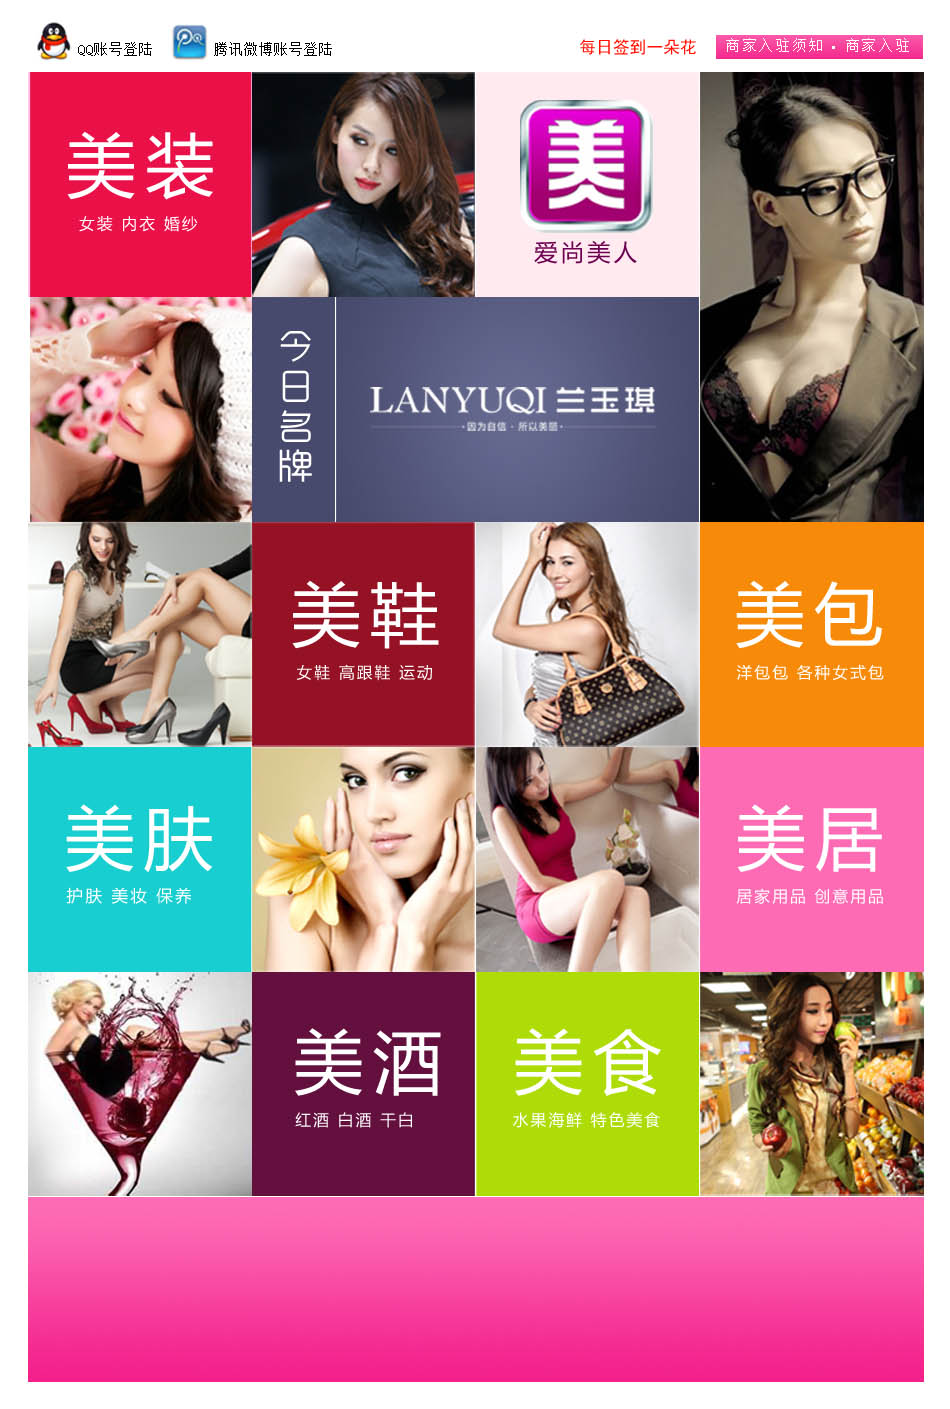 QQ账号登陆 腾讯微博账号登陆 每日签到一朵花 商家入驻须知 · 商家入驻
美装
女装 内衣 婚纱
美
爱尚美人
今日名牌
LANYUQI 兰玉琪
·因为自信 · 所以美丽·
美鞋
女鞋 高跟鞋 运动
美包
洋包包 各种女式包
美肤
护肤 美妆 保养
美居
居家用品 创意用品
美酒
红酒 白酒 干白
美食
水果海鲜 特色美食